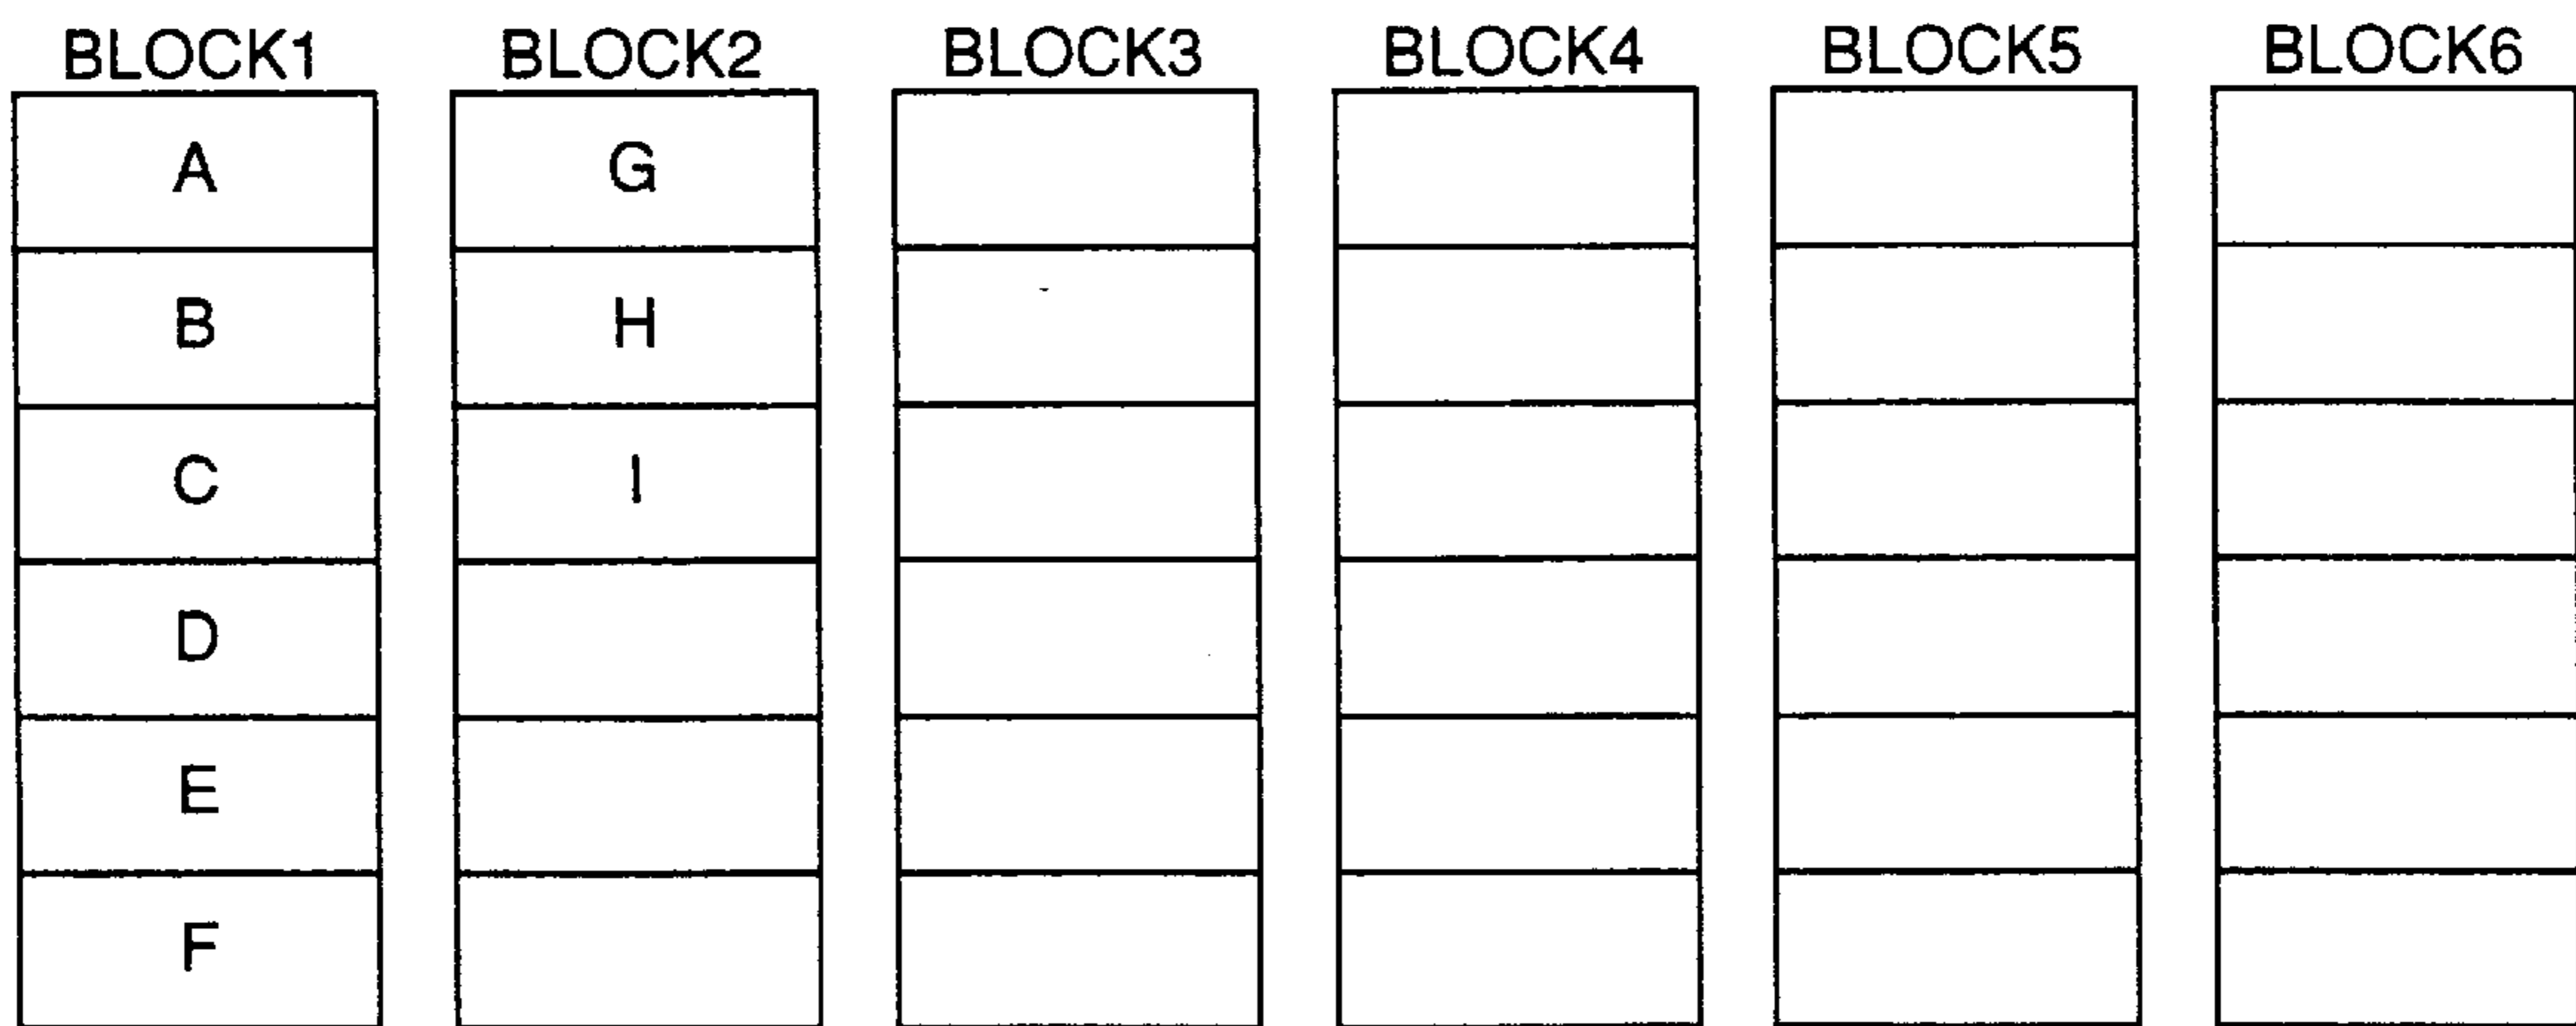 BLOCK1 BLOCK2 BLOCK3 BLOCK4 BLOCK5 BLOCK6
A G
B H
C I
D
E
F